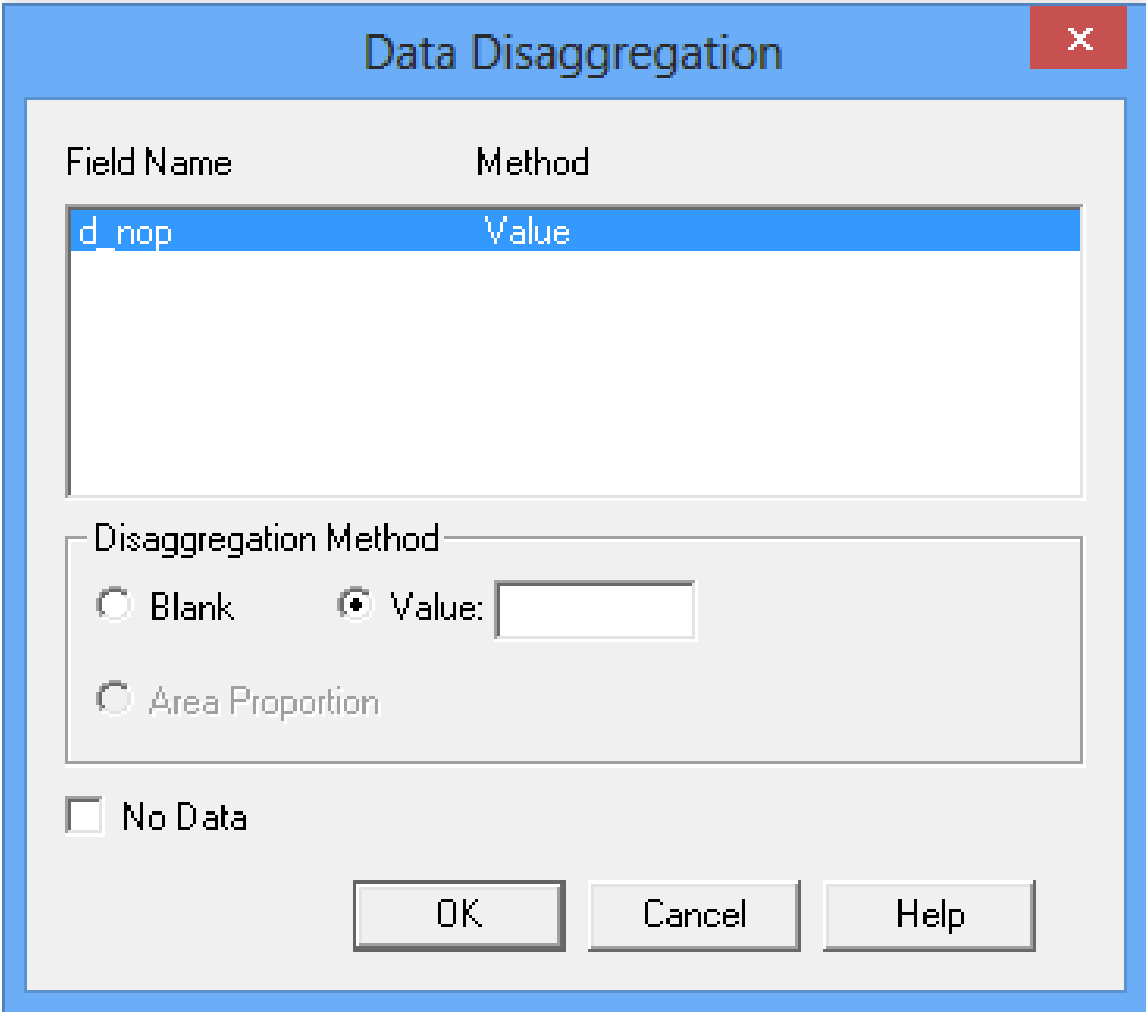 Data Disaggregation
Field Name Method
d_nop Value
Disaggregation Method
Blank Value:
Area Proportion
No Data
OK Cancel Help